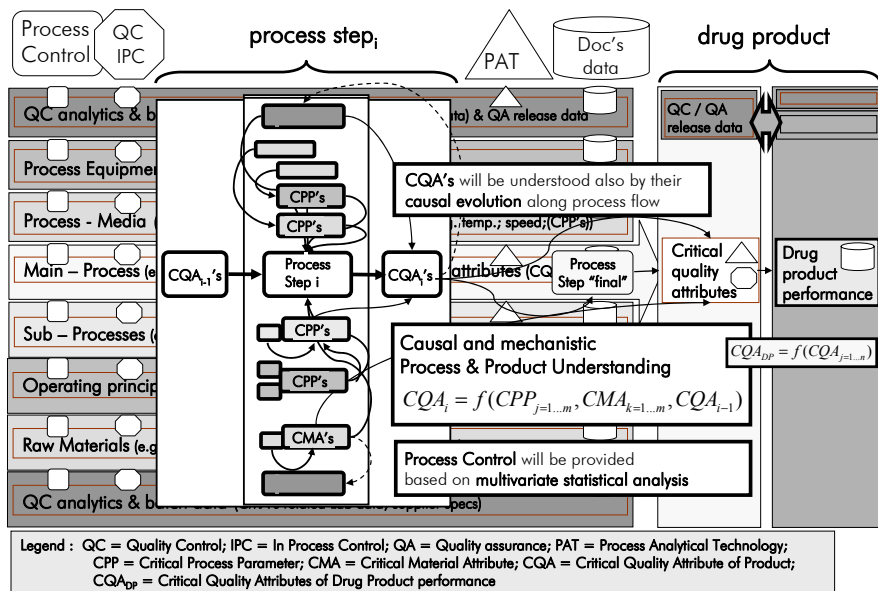 Process
Control
QC
IPC
process step i
PAT
Doc's
data
drug product
QC analytics & b
ata) & QA release data
QC / QA
release data
Process Equipmen
CQA's will be understood also by their
causal evolution along process flow
CPP's
Process - Media (
. temp.; speed;(CPP's))
CPP's
Main – Process (e
CQA i-1's
Process
Step i
CQA i's
attributes (CQ
Process
Step "final"
Critical
quality
attributes
Drug
product
performance
Sub – Processes (
CPP's
Causal and mechanistic
Process & Product Understanding
CQA DP = f(CQA j=1...n)
Operating princip
CPP's
CQA i = f(CPP j=1...m, CMA k=1...m, CQA i-1)
Raw Materials (e.g
CMA's
Process Control will be provided
based on multivariate statistical analysis
QC analytics & b
supplier specs)
Legend : QC = Quality Control; IPC = In Process Control; QA = Quality assurance; PAT = Process Analytical Technology;
CPP = Critical Process Parameter; CMA = Critical Material Attribute; CQA = Critical Quality Attribute of Product;
CQA DP = Critical Quality Attributes of Drug Product performance